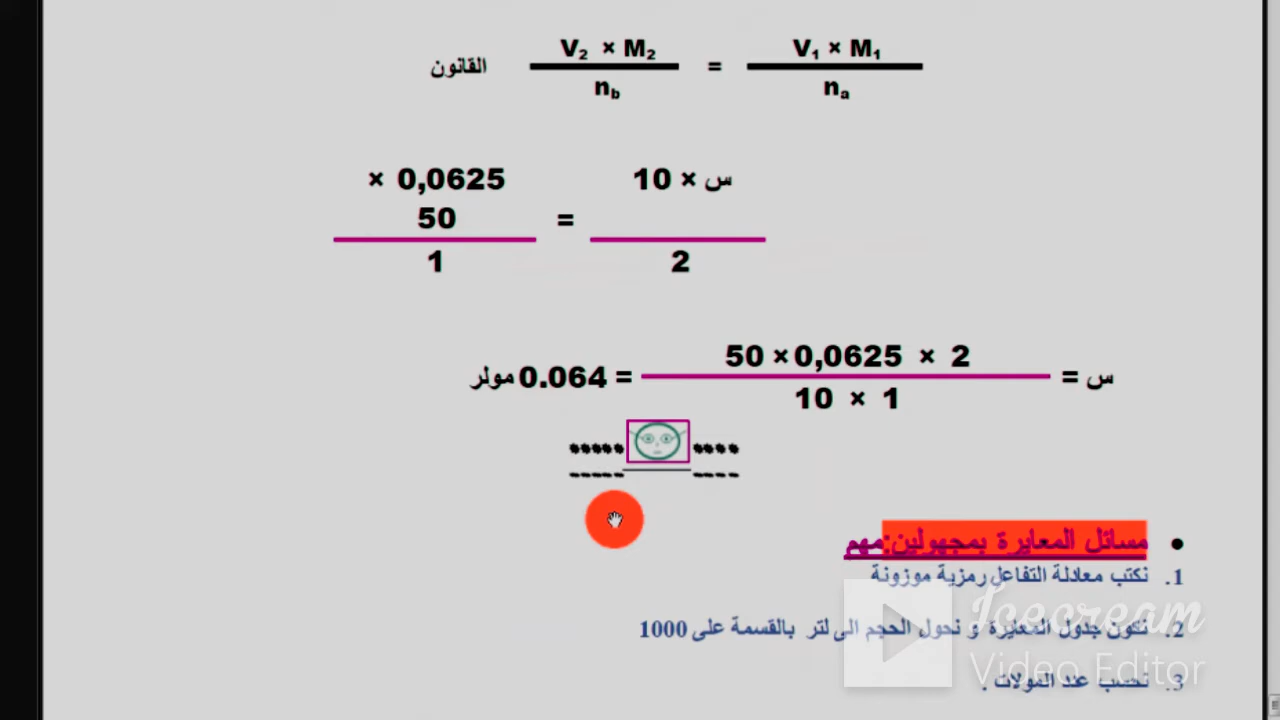 V₁ × M₁ / nₐ = V₂ × M₂ / n_b القانون
10 × س / 2 = 0,0625 × 50 / 1
س = 50 × 0,0625 × 2 / 10 × 1 = 0.064 مولر
• مسائل المعايرة بمجهولين:مهم
1. نكتب معادلة التفاعل رمزية موزونة
2. نكون جدول المعايرة و نحول الحجم الى لتر بالقسمة على 1000
3. نحسب عدد المولات .
Icecream
Video Editor